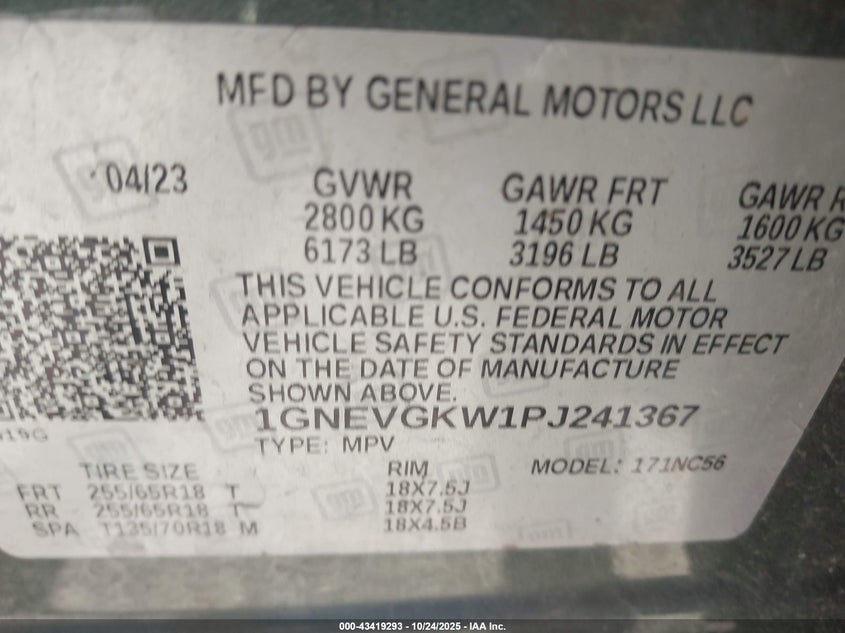 MFD BY GENERAL MOTORS LLC
04/23 GVWR GAWR FRT GAWR R
2800 KG 1450 KG 1600 KG
6173 LB 3196 LB 3527 LB
THIS VEHICLE CONFORMS TO ALL
APPLICABLE U.S. FEDERAL MOTOR
VEHICLE SAFETY STANDARDS IN EFFECT
ON THE DATE OF MANUFACTURE
SHOWN ABOVE.
1GNEVGKW1PJ241367
TYPE: MPV
TIRE SIZE RIM MODEL: 171NC56
FRT 255/65R18 T 18X7.5J
RR 255/65R18 T 18X7.5J
SPA T135/70R18 M 18X4.5B
000-43419293 - 10/24/2025 - IAA Inc.